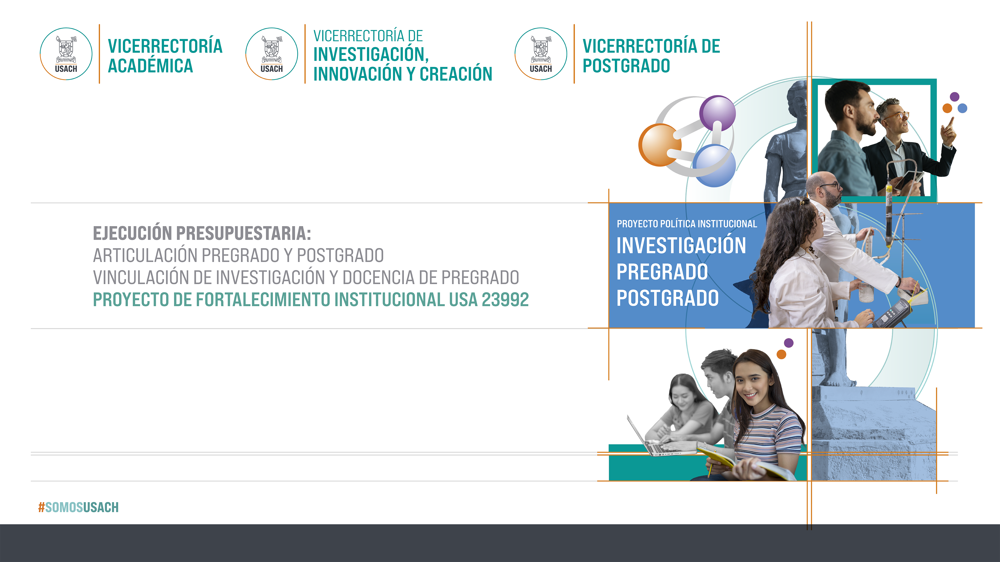 USACH
VICERRECTORÍA
ACADÉMICA
USACH
VICERRECTORÍA DE
INVESTIGACIÓN,
INNOVACIÓN Y CREACIÓN
USACH
VICERRECTORÍA DE
POSTGRADO
EJECUCIÓN PRESUPUESTARIA:
ARTICULACIÓN PREGRADO Y POSTGRADO
VINCULACIÓN DE INVESTIGACIÓN Y DOCENCIA DE PREGRADO
PROYECTO DE FORTALECIMIENTO INSTITUCIONAL USA 23992
PROYECTO POLÍTICA INSTITUCIONAL
INVESTIGACIÓN
PREGRADO
POSTGRADO
#SOMOSUSACH